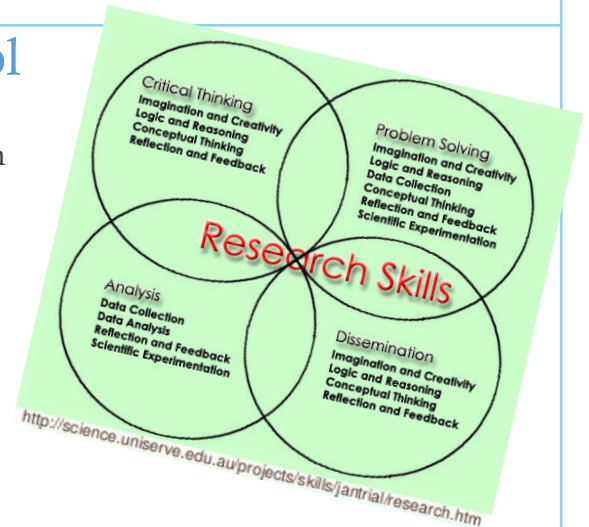 ol
n
Critical Thinking
Imagination and Creativity
Logic and Reasoning
Conceptual Thinking
Reflection and Feedback
Problem Solving
Imagination and Creativity
Logic and Reasoning
Data Collection
Conceptual Thinking
Reflection and Feedback
Scientific Experimentation
Research Skills
Analysis
Data Collection
Data Analysis
Reflection and Feedback
Scientific Experimentation
Dissemination
Imagination and Creativity
Logic and Reasoning
Conceptual Thinking
Reflection and Feedback
http://science.uniserve.edu.au/projects/skills/jantrial/research.htm